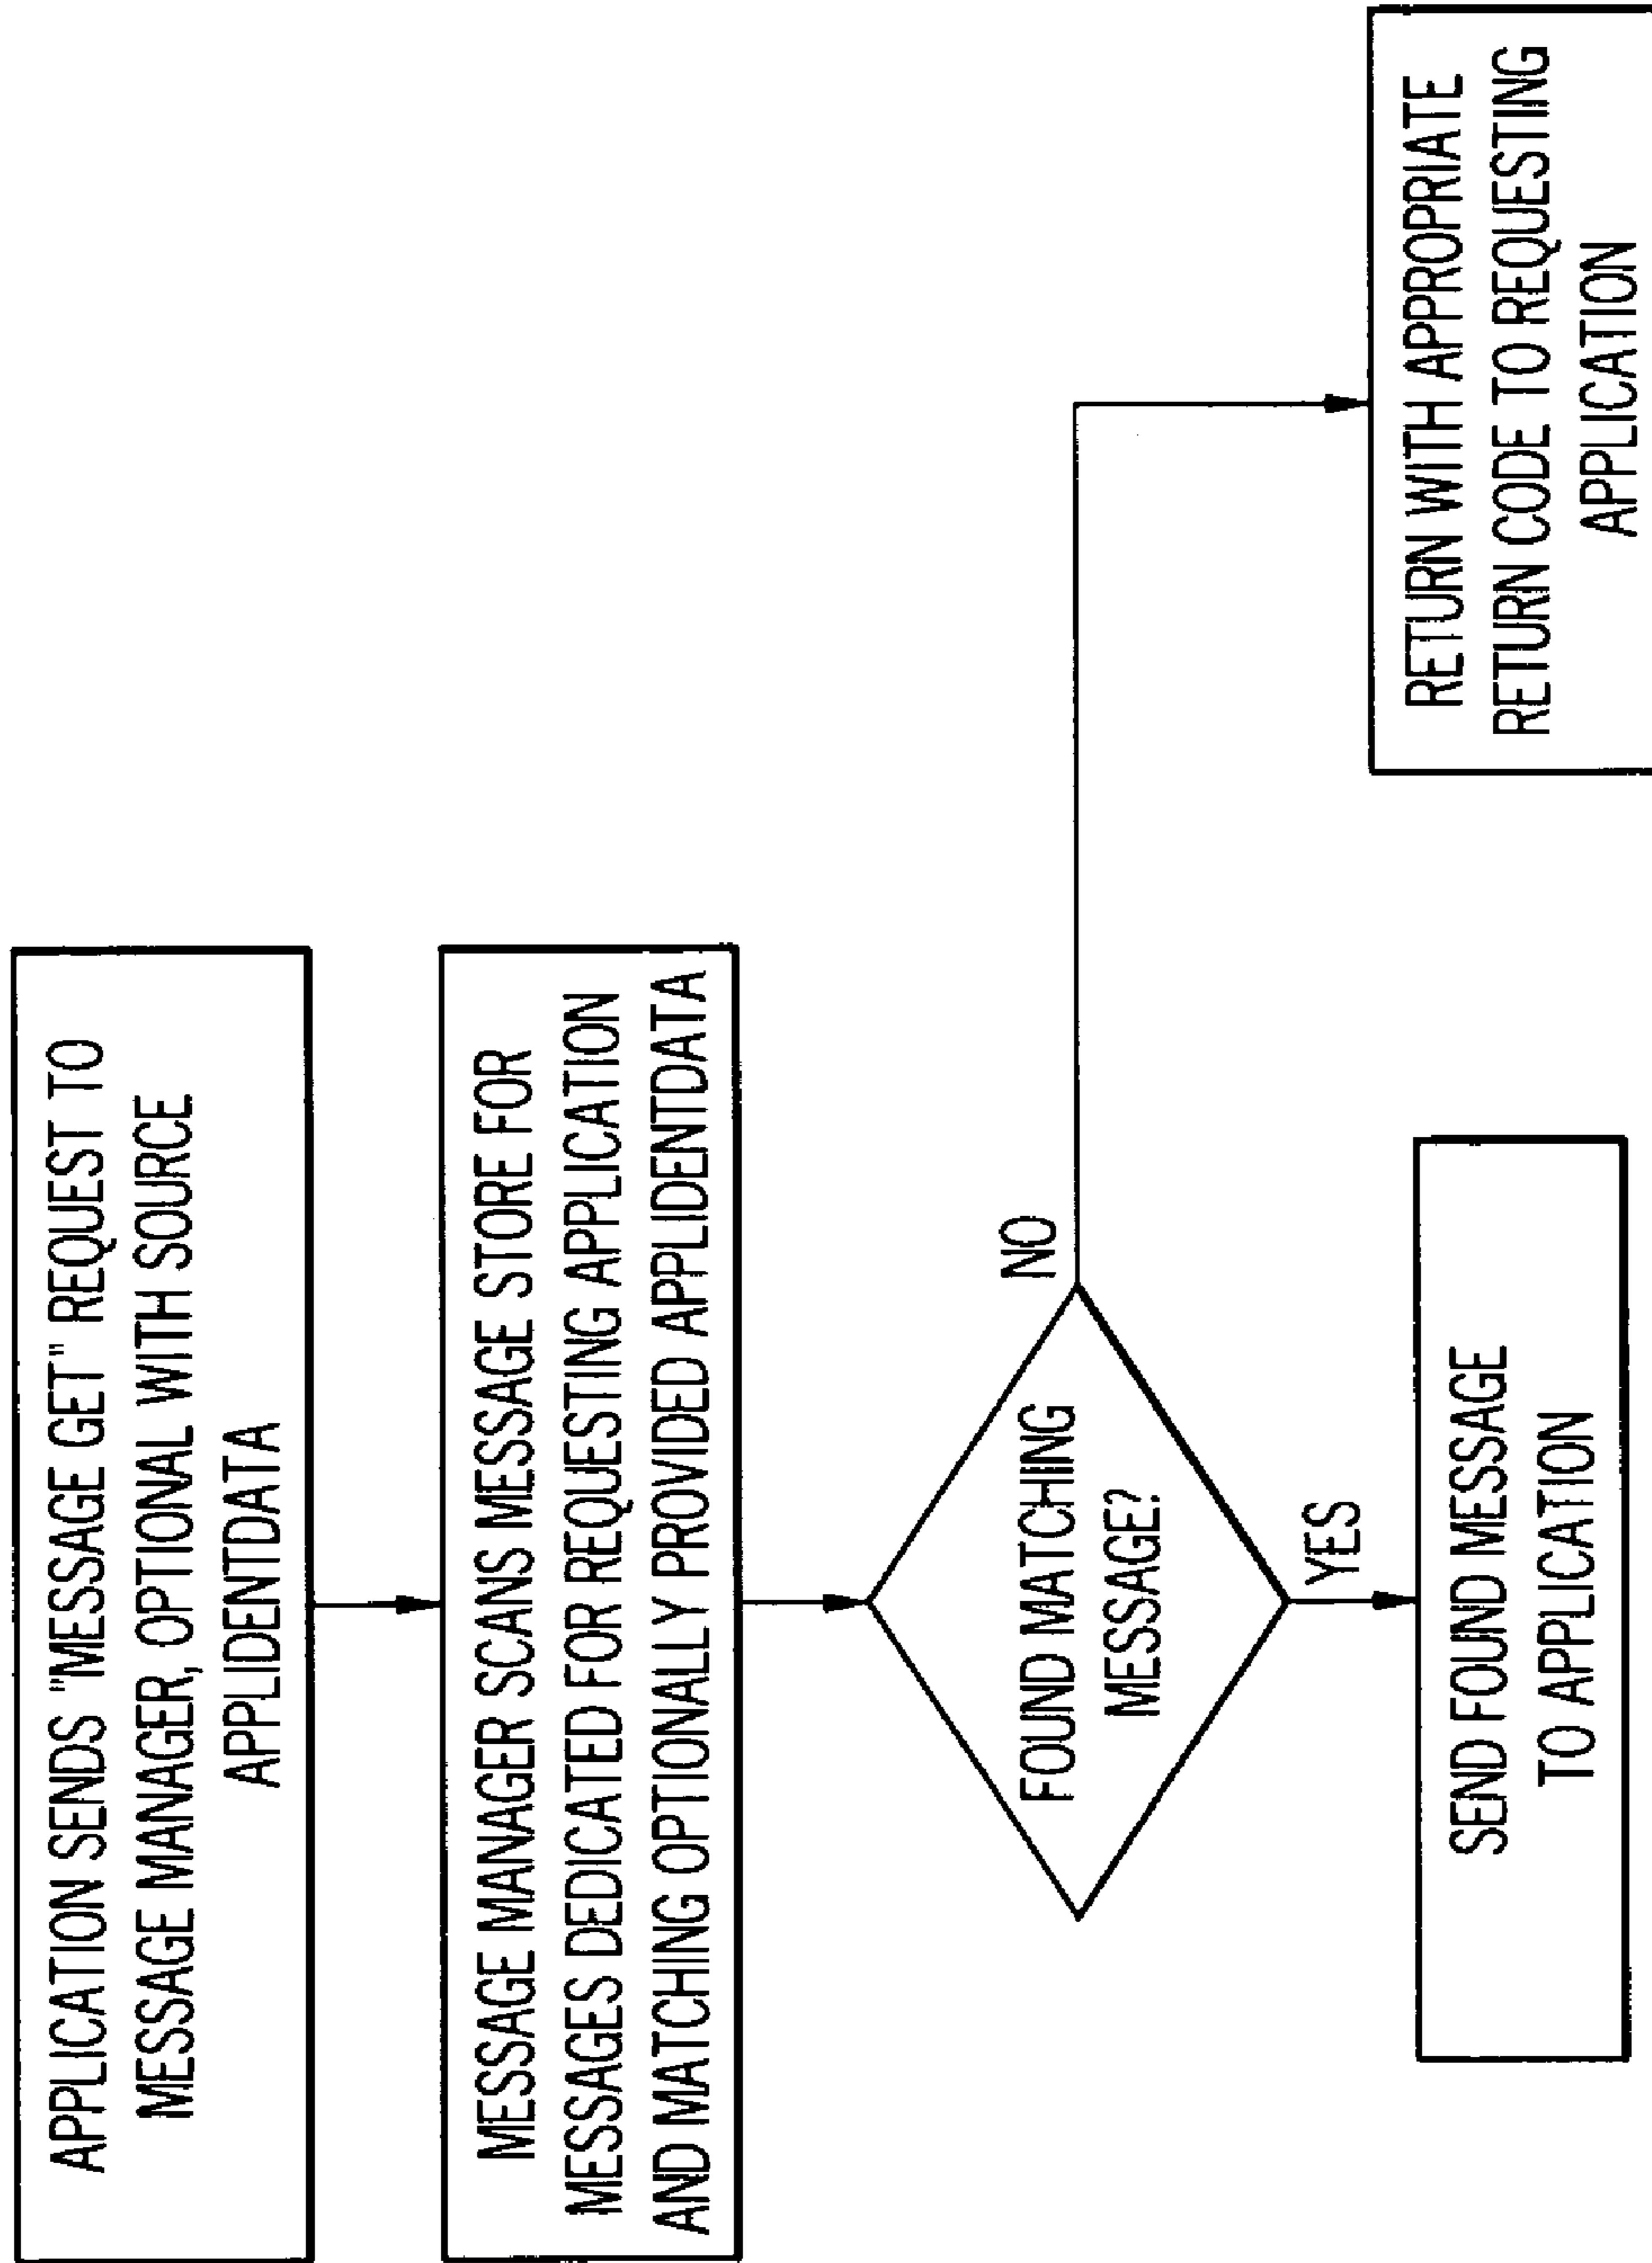 APPLICATION SENDS "MESSAGE GET" REQUEST TO
MESSAGE MANAGER, OPTIONAL WITH SOURCE
APPLIDENTDATA
MESSAGE MANAGER SCANS MESSAGE STORE FOR
MESSAGES DEDICATED FOR REQUESTING APPLICATION
AND MATCHING OPTIONALLY PROVIDED APPLIDENTDATA
FOUND MATCHING
MESSAGE?
NO
YES
SEND FOUND MESSAGE
TO APPLICATION
RETURN WITH APPROPRIATE
RETURN CODE TO REQUESTING
APPLICATION